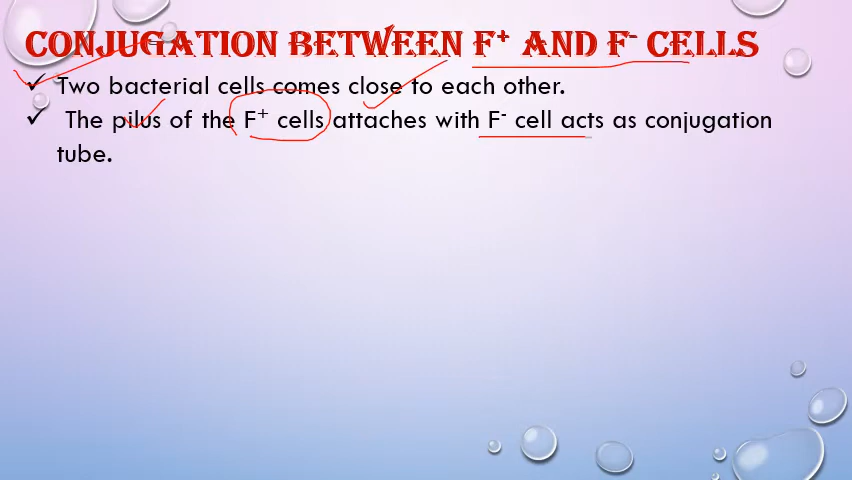 CONJUGATION BETWEEN F⁺ AND F⁻ CELLS
✓ Two bacterial cells comes close to each other.
✓ The pilus of the F⁺ cells attaches with F⁻ cell acts as conjugation
tube.